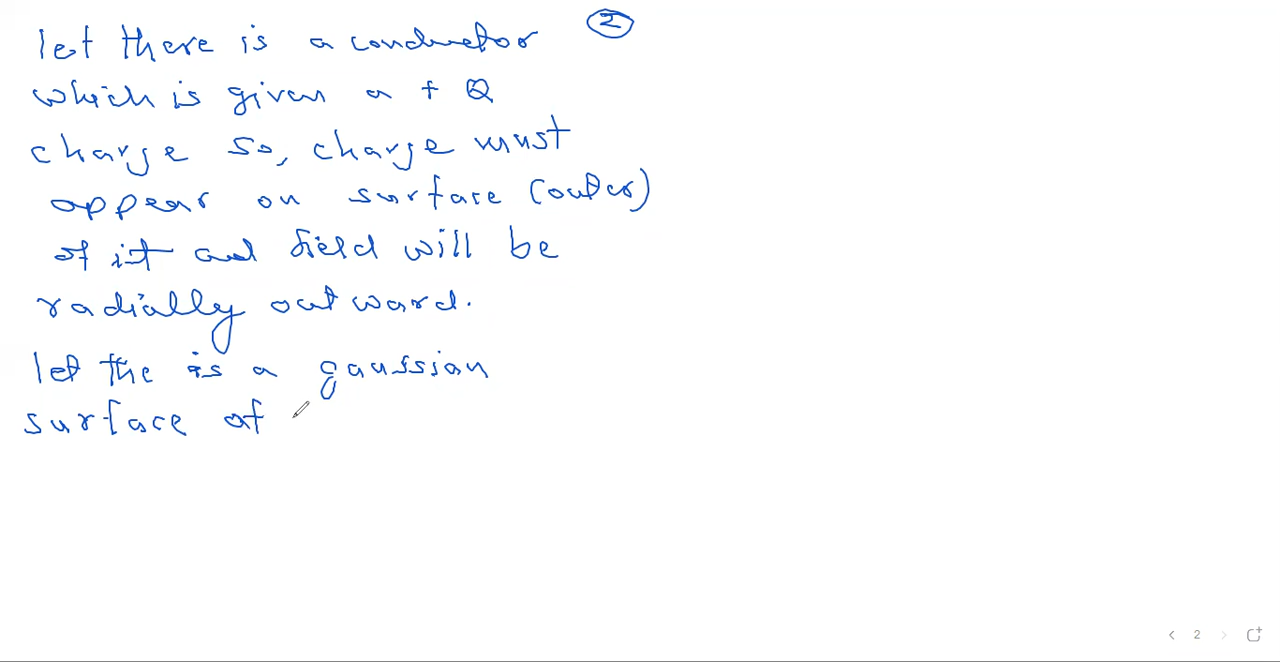 let there is a conductor
2
which is given a + Q
charge so, charge must
appear on surface (outer)
of it and field will be
radially outward.
let the is a gaussian
surface of
< 2 >